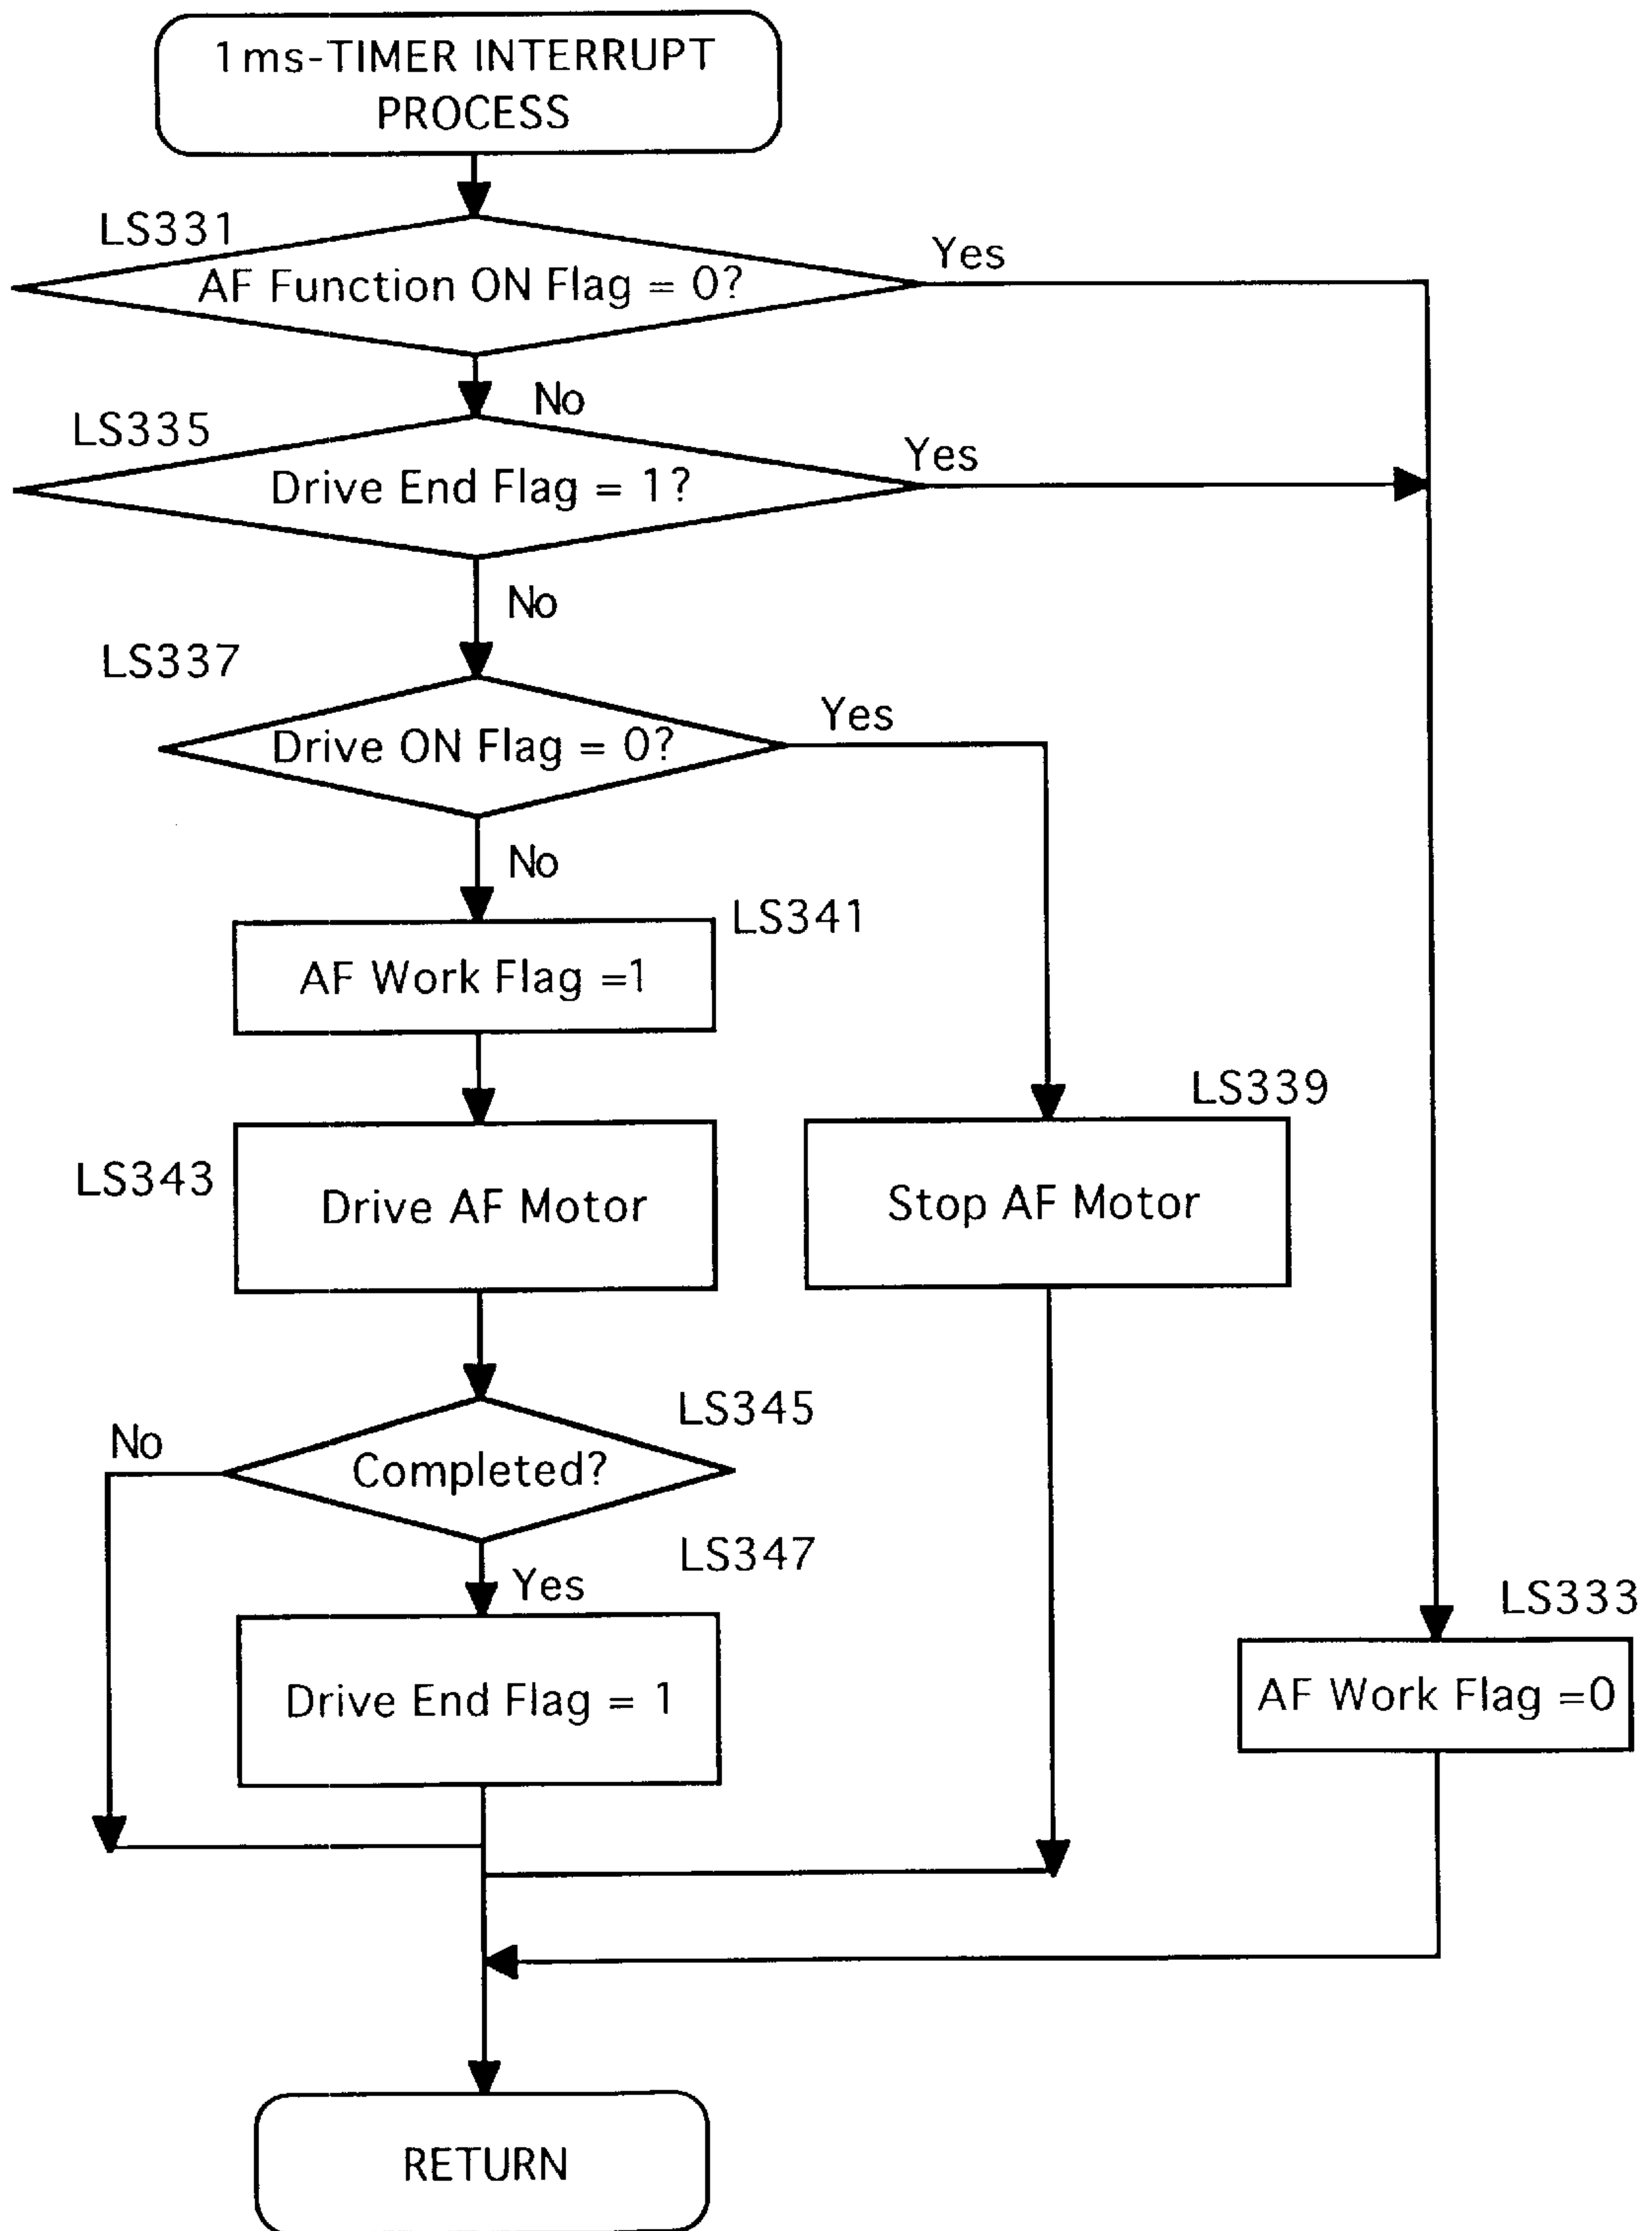 1ms-TIMER INTERRUPT
PROCESS
LS331
AF Function ON Flag = 0?
Yes
No
LS335
Drive End Flag = 1?
Yes
No
LS337
Drive ON Flag = 0?
Yes
No
LS341
AF Work Flag =1
LS339
LS343
Drive AF Motor
Stop AF Motor
LS345
No
Completed?
LS347
Yes
LS333
Drive End Flag = 1
AF Work Flag =0
RETURN